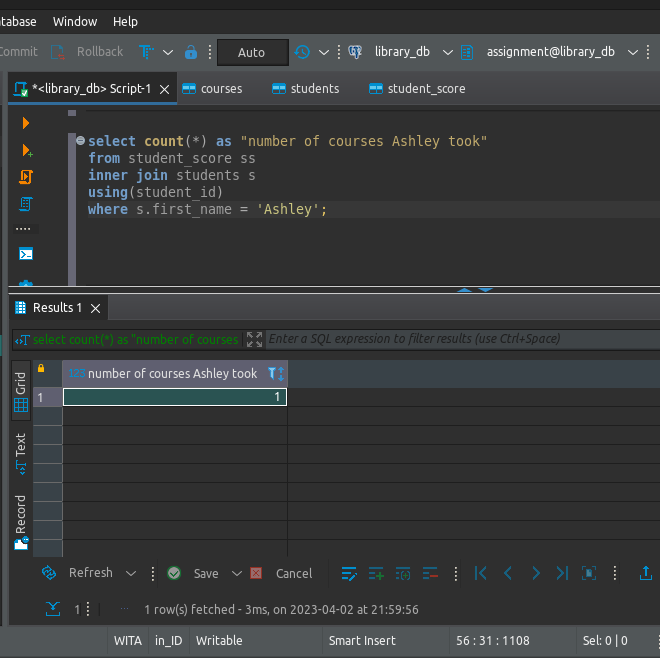 atabase Window Help
Commit Rollback T Auto library_db assignment@library_db
*<library_db> Script-1 courses students student_score
select count(*) as "number of courses Ashley took"
from student_score ss
inner join students s
using(student_id)
where s.first_name = 'Ashley';
Results 1
select count(*) as "number of courses Enter a SQL expression to filter results (use Ctrl+Space)
Grid
Text
Record
123 number of courses Ashley took
1 1
Refresh Save Cancel
1 ... 1 row(s) fetched - 3ms, on 2023-04-02 at 21:59:56
WITA in_ID Writable Smart Insert 56 : 31 : 1108 Sel: 0 | 0